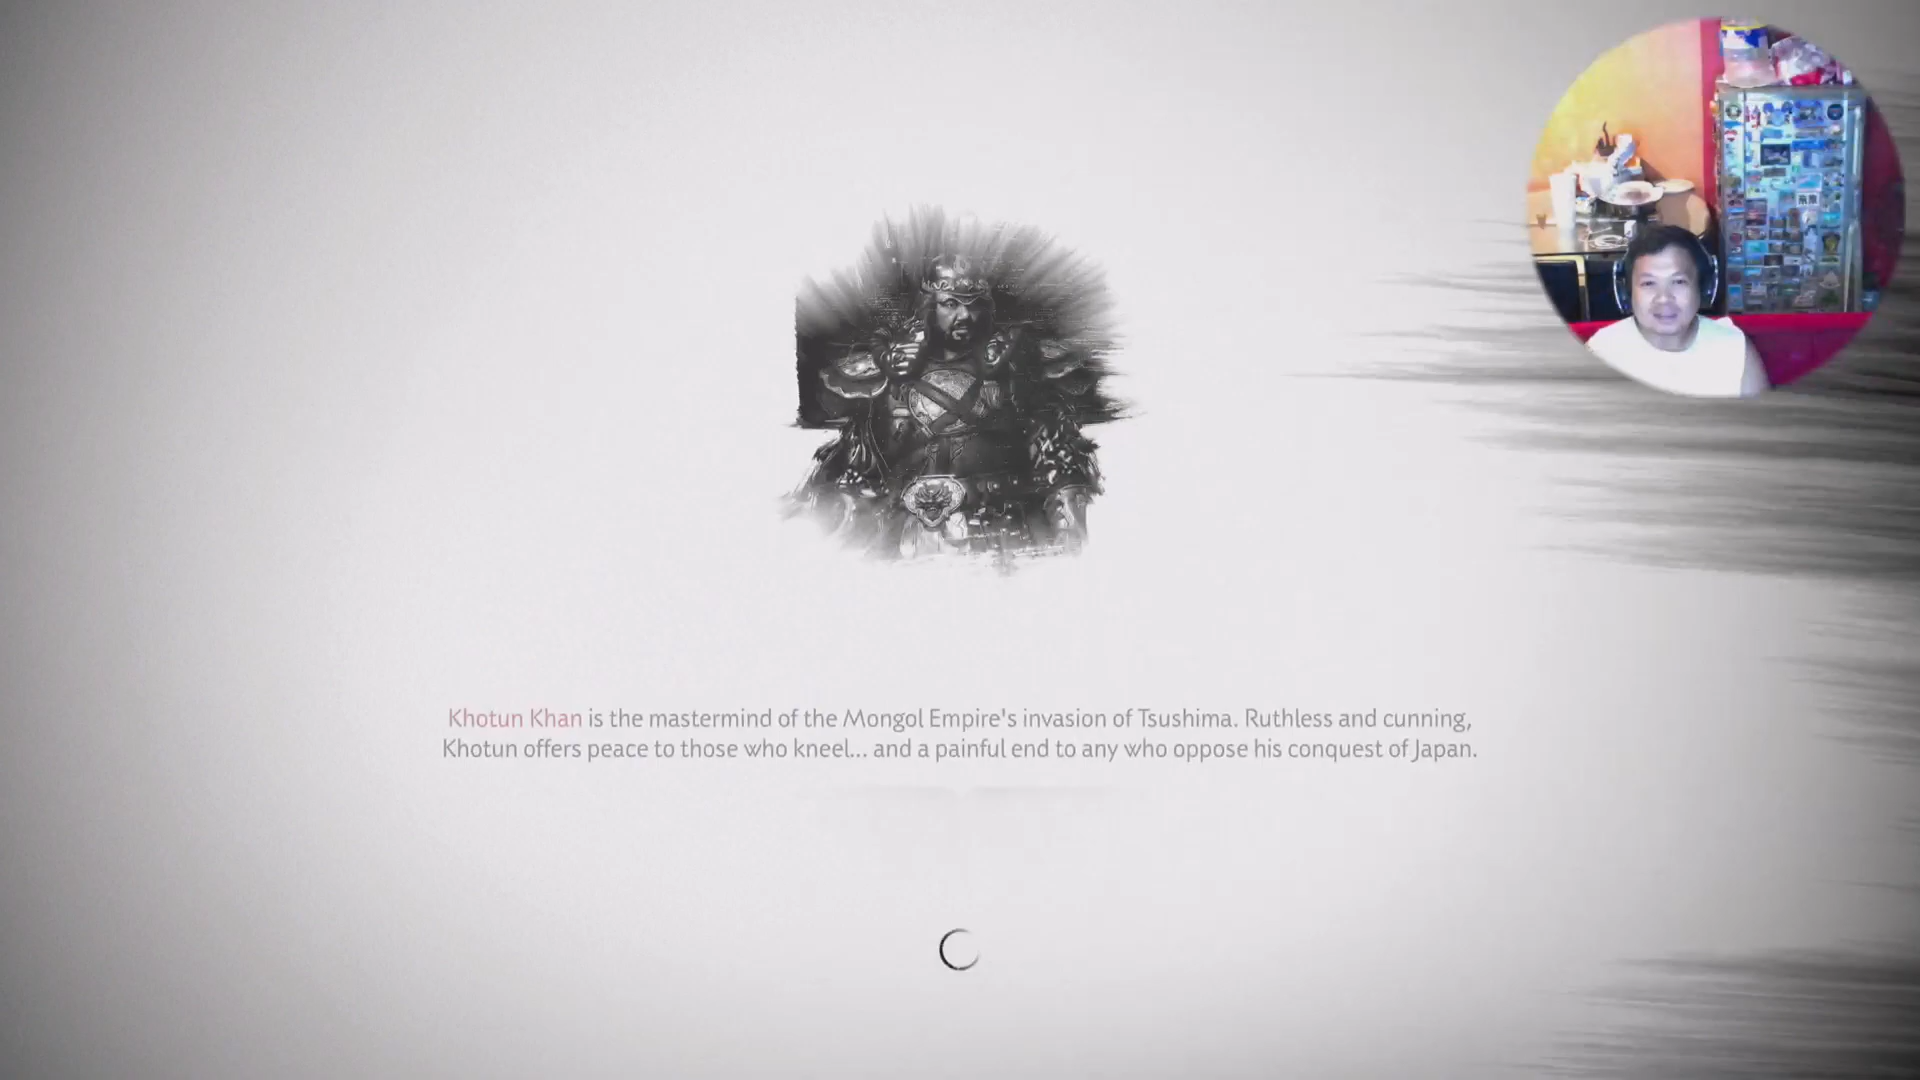 Khotun Khan is the mastermind of the Mongol Empire's invasion of Tsushima. Ruthless and cunning,
Khotun offers peace to those who kneel... and a painful end to any who oppose his conquest of Japan.